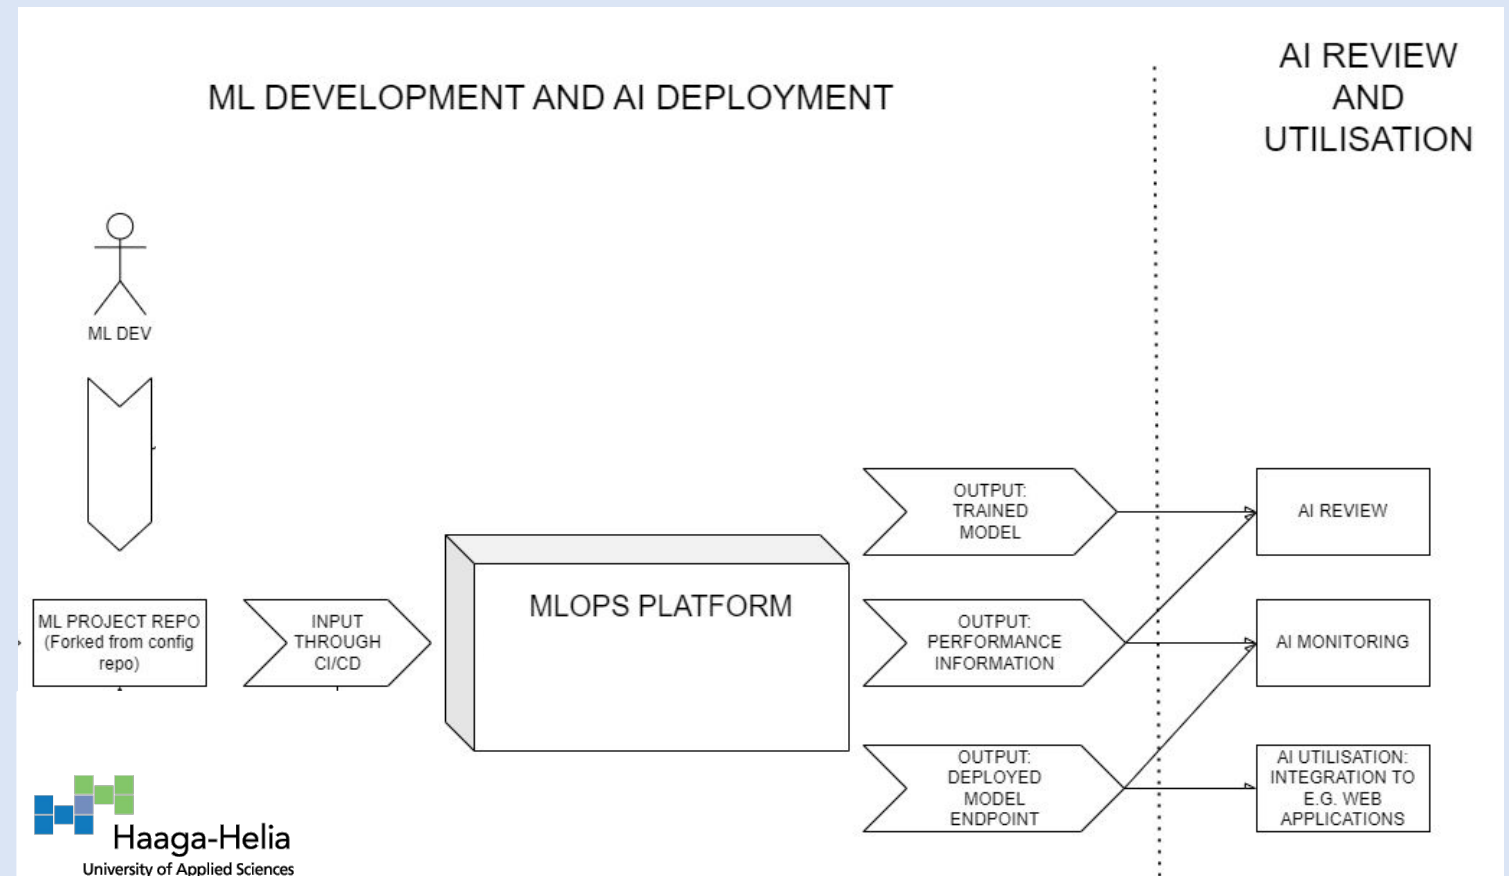 ML DEVELOPMENT AND AI DEPLOYMENT
AI REVIEW
AND
UTILISATION
ML DEV
ML PROJECT REPO
(Forked from config
repo)
INPUT
THROUGH
CI/CD
MLOPS PLATFORM
OUTPUT:
TRAINED
MODEL
OUTPUT:
PERFORMANCE
INFORMATION
OUTPUT:
DEPLOYED
MODEL
ENDPOINT
AI REVIEW
AI MONITORING
AI UTILISATION:
INTEGRATION TO
E.G. WEB
APPLICATIONS
Haaga-Helia
University of Applied Sciences